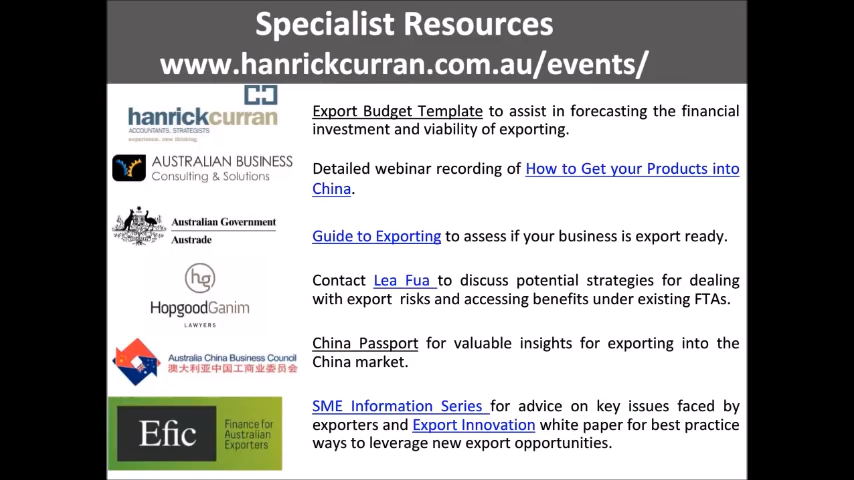 Specialist Resources
www.hanrickcurran.com.au/events/
hanrickcurran
ACCOUNTANTS. STRATEGISTS
experience. new thinking.
Export Budget Template to assist in forecasting the financial
investment and viability of exporting.
AUSTRALIAN BUSINESS
Consulting & Solutions
Detailed webinar recording of How to Get your Products into
China.
Australian Government
Austrade
Guide to Exporting to assess if your business is export ready.
hg
HopgoodGanim
LAWYERS
Contact Lea Fua to discuss potential strategies for dealing
with export risks and accessing benefits under existing FTAs.
Australia China Business Council
澳大利亚中国工商业委员会
China Passport for valuable insights for exporting into the
China market.
Efic
Finance for
Australian
Exporters
SME Information Series for advice on key issues faced by
exporters and Export Innovation white paper for best practice
ways to leverage new export opportunities.